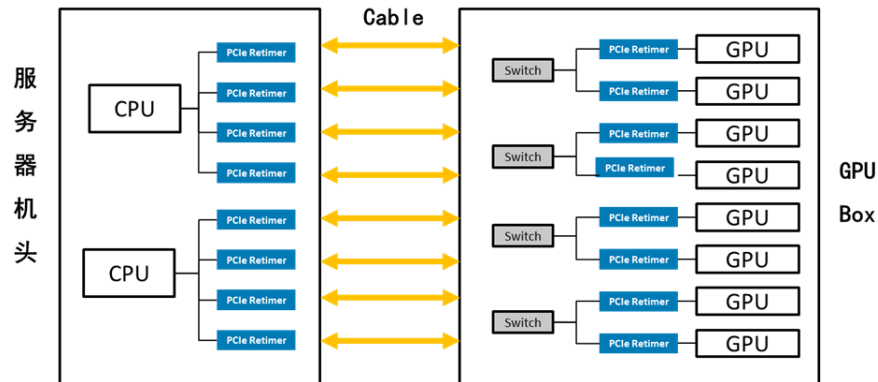 Cable
服务器机头
CPU
PCIe Retimer
PCIe Retimer
PCIe Retimer
PCIe Retimer
CPU
PCIe Retimer
PCIe Retimer
PCIe Retimer
PCIe Retimer
Switch
PCIe Retimer
GPU
PCIe Retimer
GPU
Switch
PCIe Retimer
GPU
PCIe Retimer
GPU
Switch
PCIe Retimer
GPU
PCIe Retimer
GPU
Switch
PCIe Retimer
GPU
PCIe Retimer
GPU
GPU
Box